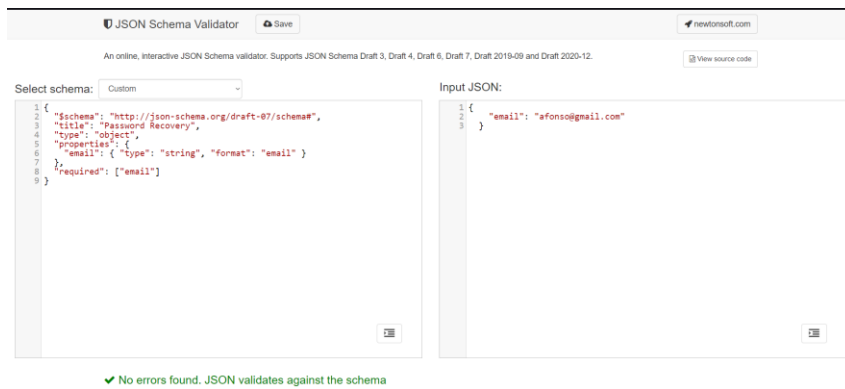 JSON Schema Validator
Save
newtonsoft.com
An online, interactive JSON Schema validator. Supports JSON Schema Draft 3, Draft 4, Draft 6, Draft 7, Draft 2019-09 and Draft 2020-12.
View source code
Select schema:
Custom
1 {
2 "$schema": "http://json-schema.org/draft-07/schema#",
3 "title": "Password Recovery",
4 "type": "object",
5 "properties": {
6 "email": { "type": "string", "format": "email" }
7 },
8 "required": ["email"]
9 }
Input JSON:
1 {
2 "email": "afonso@gmail.com"
3 }
No errors found. JSON validates against the schema